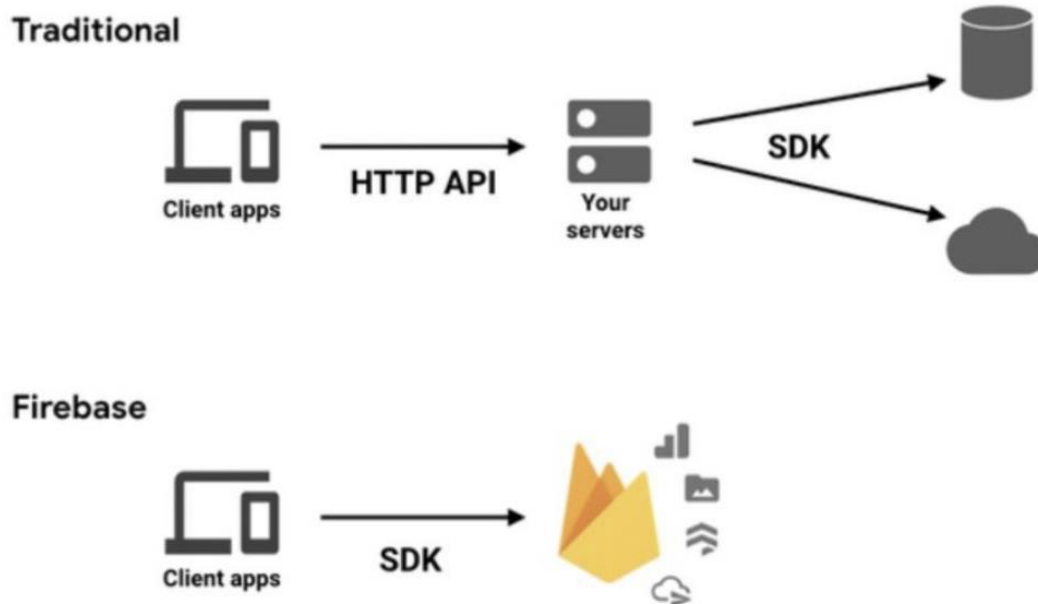 Traditional
Client apps
HTTP API
Your
servers
SDK
Firebase
Client apps
SDK